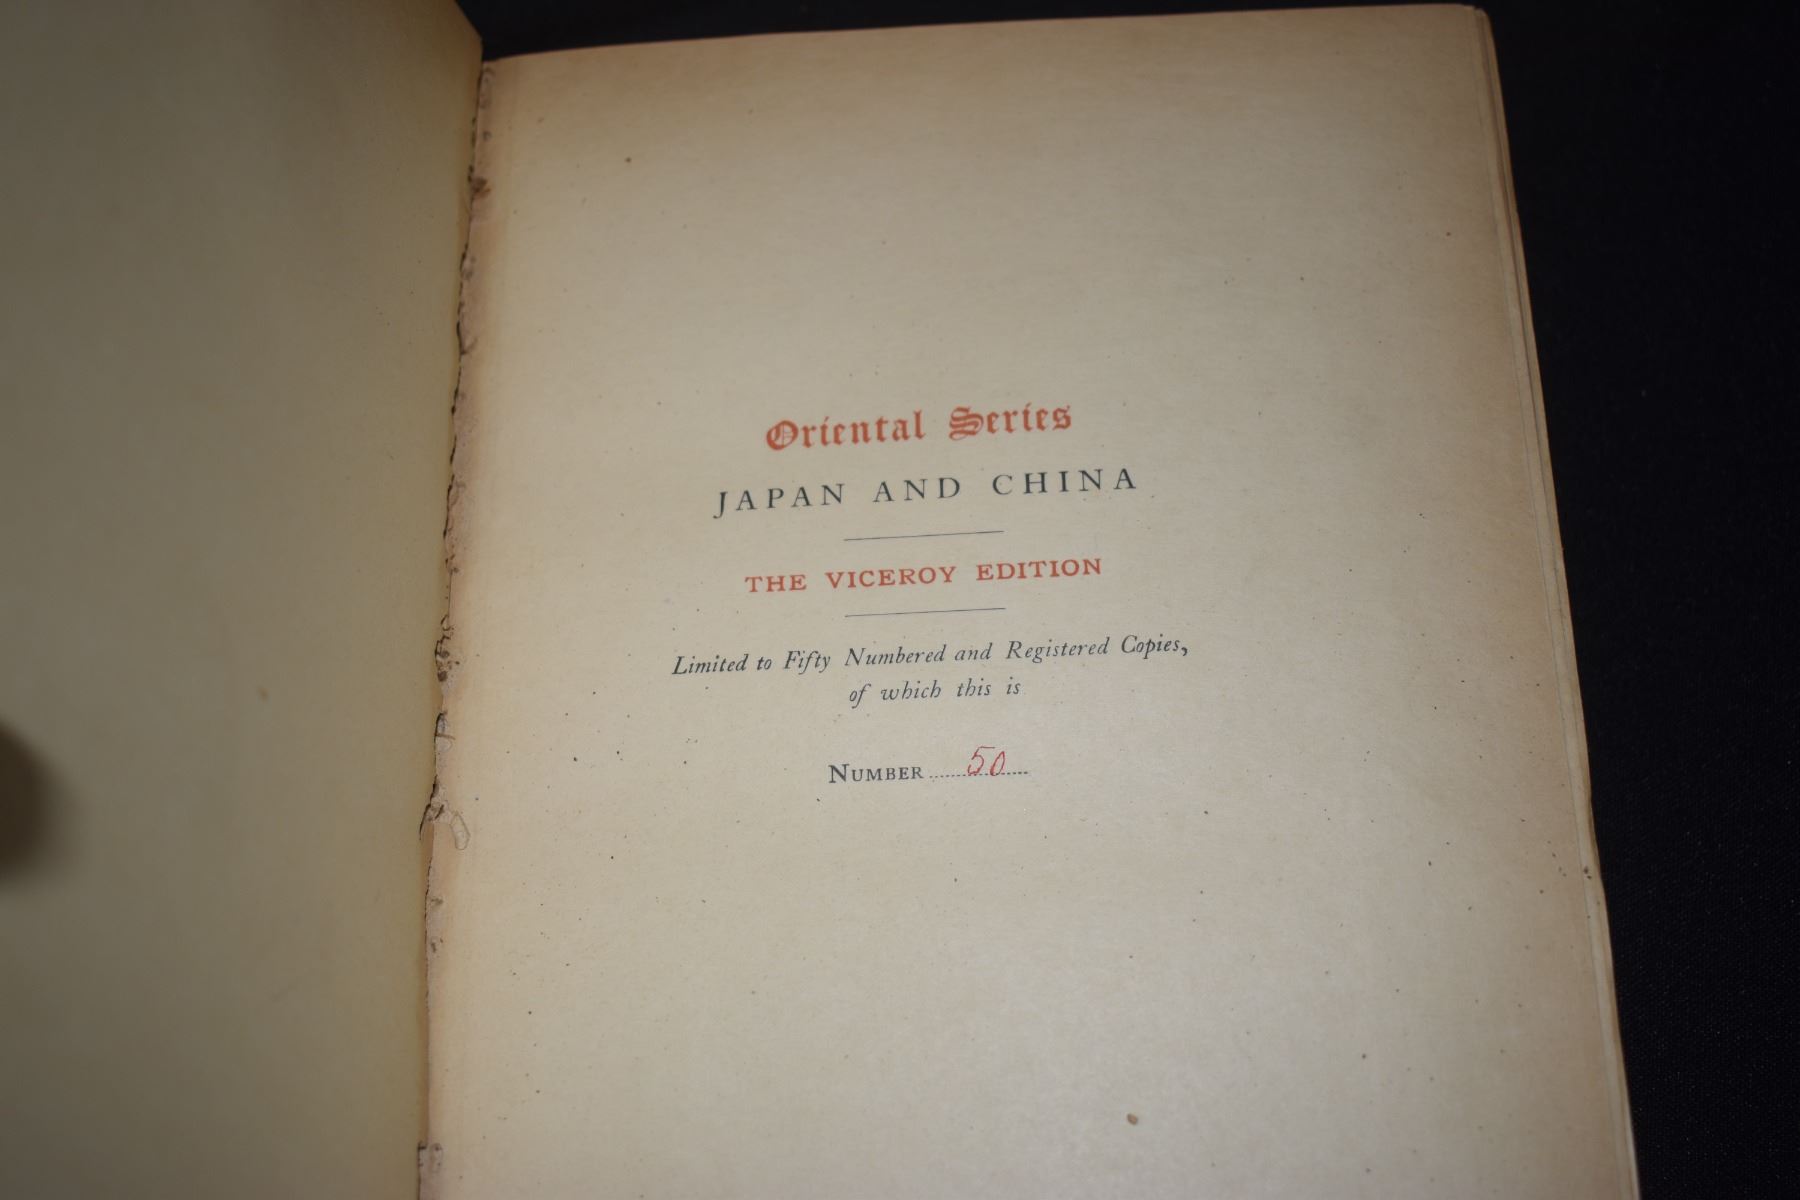 Oriental Series
JAPAN AND CHINA
THE VICEROY EDITION
Limited to Fifty Numbered and Registered Copies,
of which this is
NUMBER ........50....